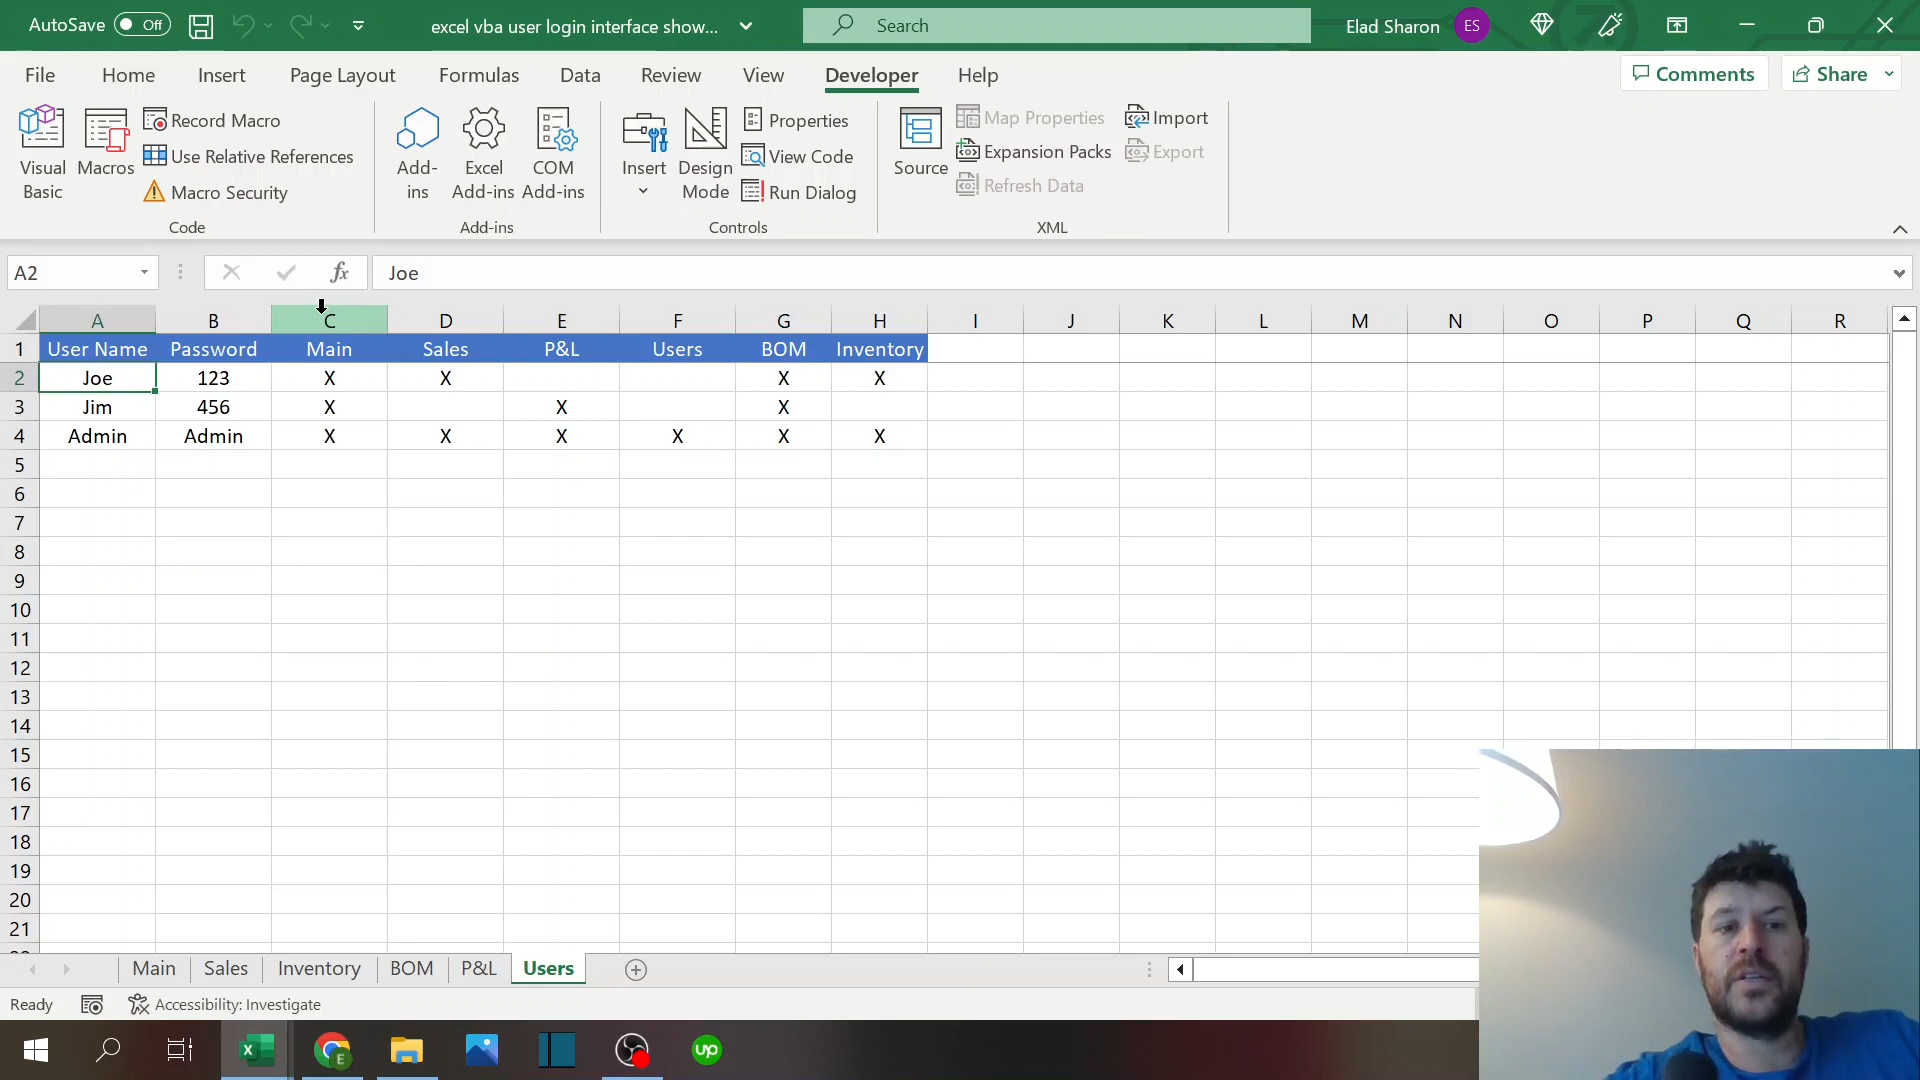 AutoSave Off excel vba user login interface show... Search Elad Sharon ES
File Home Insert Page Layout Formulas Data Review View Developer Help Comments Share
Visual Basic
Macros
Record Macro
Use Relative References
Macro Security
Code
Add-ins
Excel Add-ins
COM Add-ins
Add-ins
Insert
Design Mode
Properties
View Code
Run Dialog
Controls
Source
Map Properties
Expansion Packs
Refresh Data
Import
Export
XML
A2 fx Joe
A B C D E F G H I J K L M N O P Q R
1 User Name Password Main Sales P&L Users BOM Inventory
2 Joe 123 X X X X
3 Jim 456 X X X
4 Admin Admin X X X X X X
5
6
7
8
9
10
11
12
13
14
15
16
17
18
19
20
21
Main Sales Inventory BOM P&L Users
Ready Accessibility: Investigate
E up